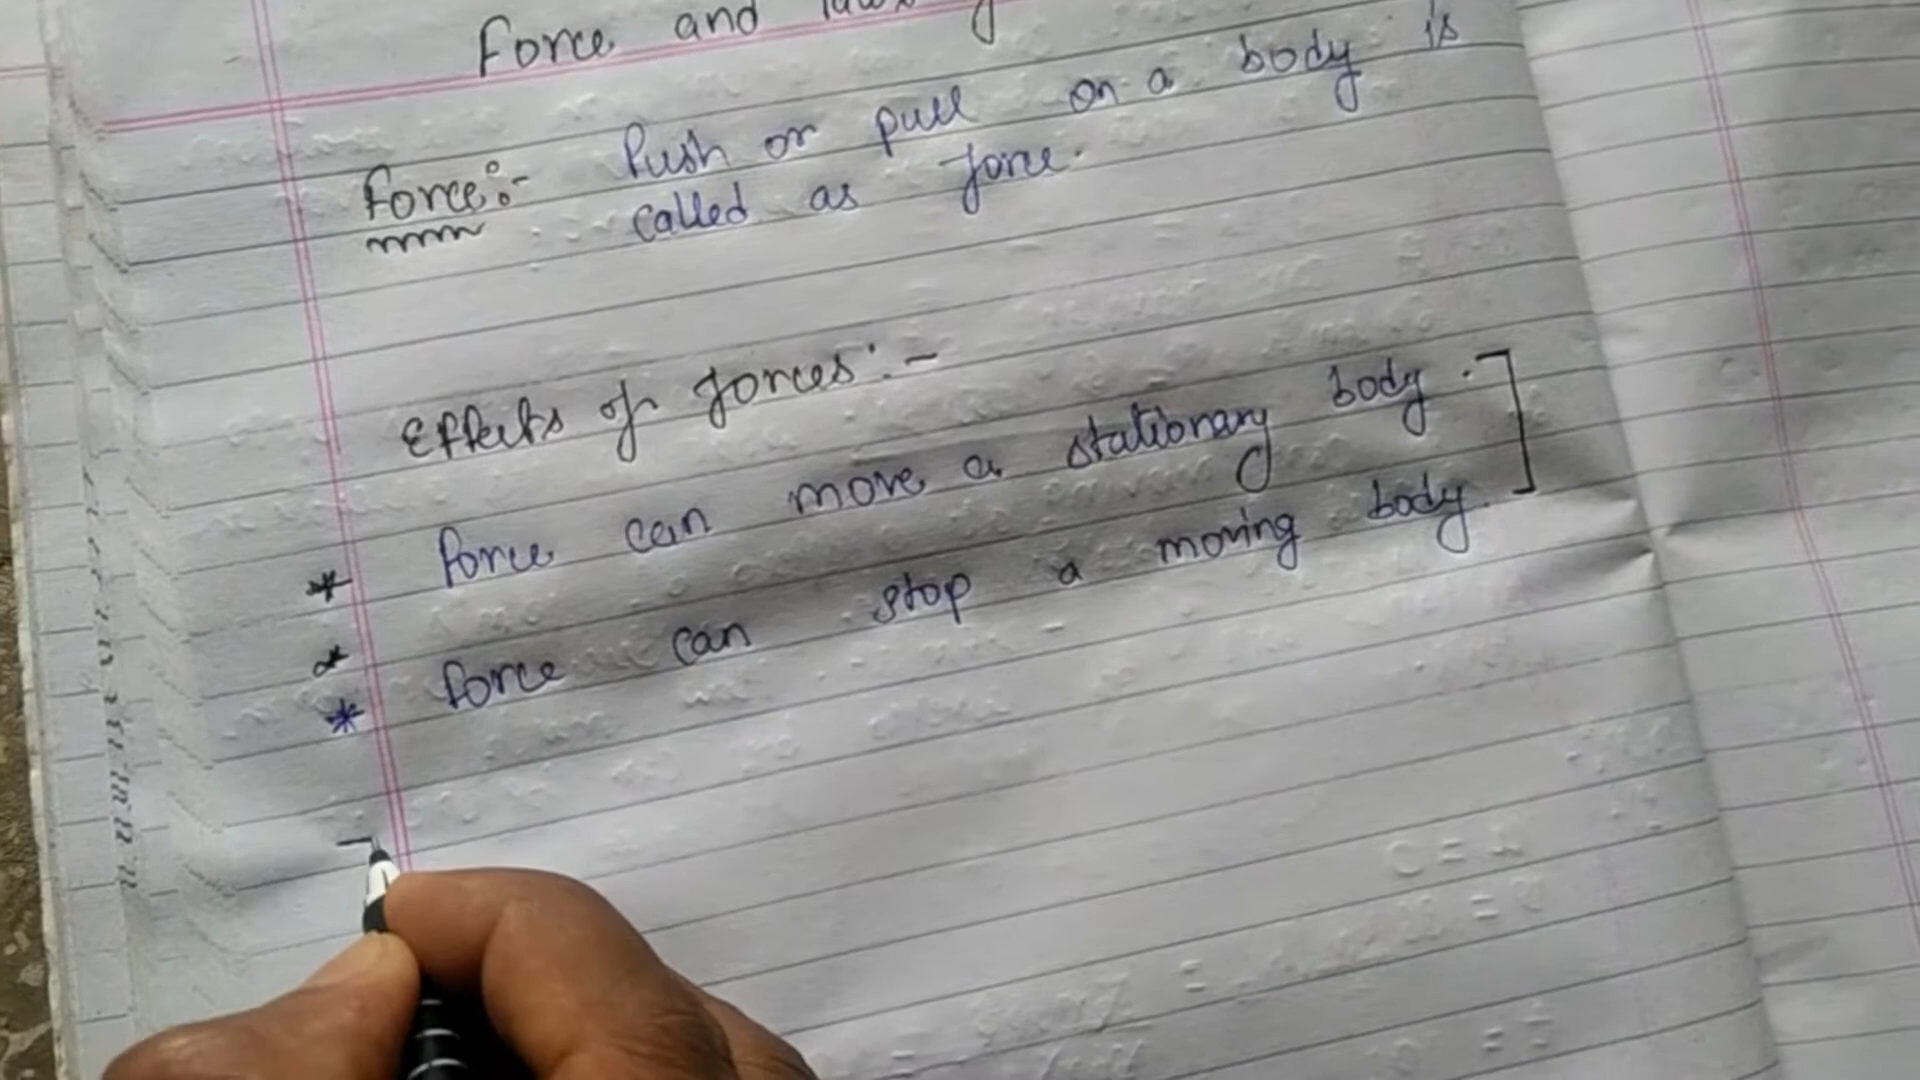 Force and laws
Force:- Push or pull on a body is
called as force.
Effects of forces:-
* Force can move a stationary body.
*
* Force can stop a moving body.